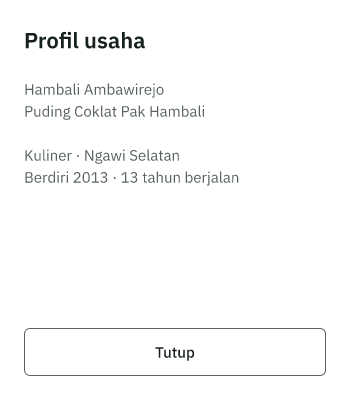 Profil usaha
Hambali Ambawirejo
Puding Coklat Pak Hambali
Kuliner · Ngawi Selatan
Berdiri 2013 · 13 tahun berjalan
Tutup